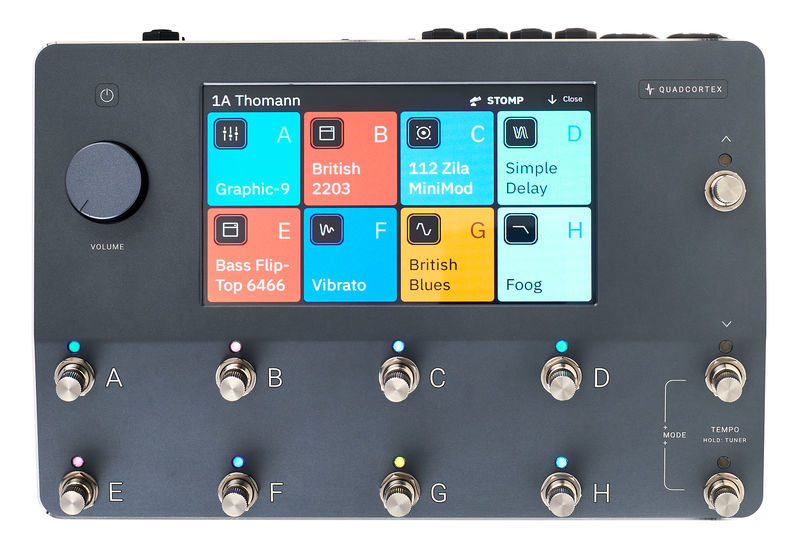 1A Thomann
STOMP
Close
QUADCORTEX
A
B
C
D
Graphic-9
British
2203
112 Zila
MiniMod
Simple
Delay
E
F
G
H
Bass Flip-
Top 6466
Vibrato
British
Blues
Foog
VOLUME
A
B
C
D
TEMPO
HOLD: TUNER
+
MODE
+
E
F
G
H